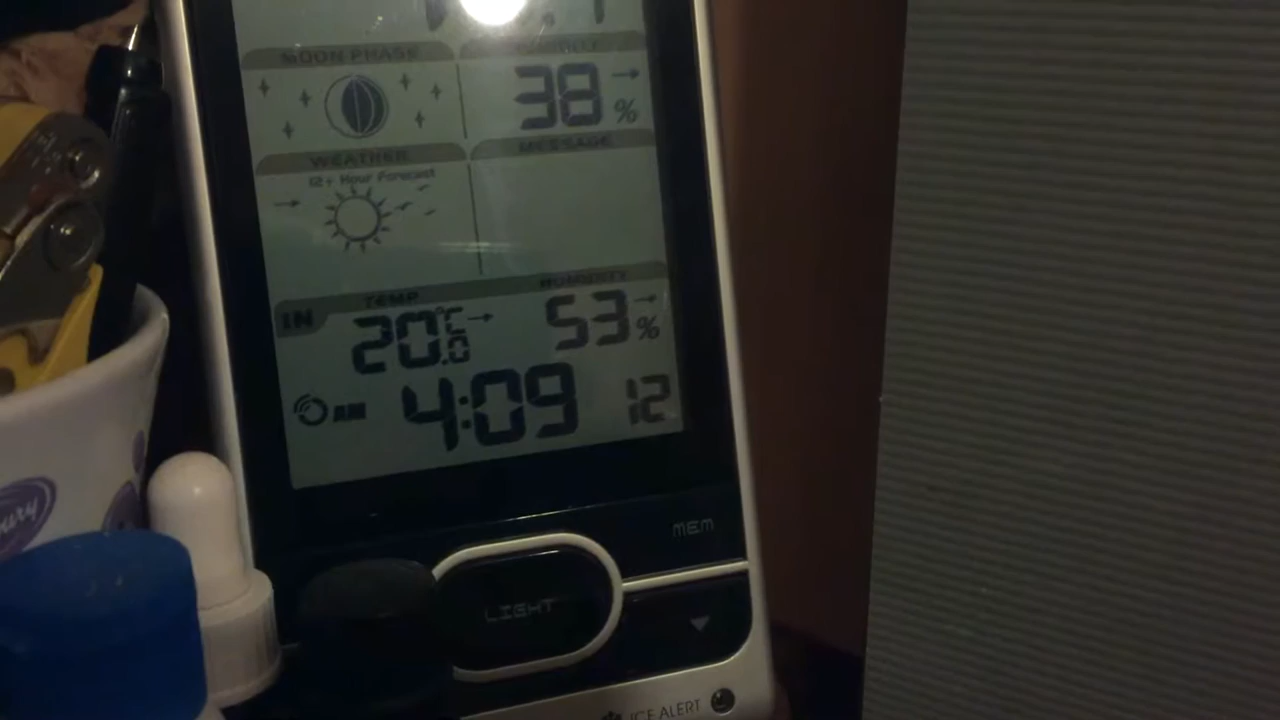 MOON PHASE
HUMIDITY
38 %
WEATHER
MESSAGE
12+ Hour Forecast
IN
TEMP
HUMIDITY
20.0 °C
53 %
AM 4:09 12
MEM
LIGHT
ICE ALERT